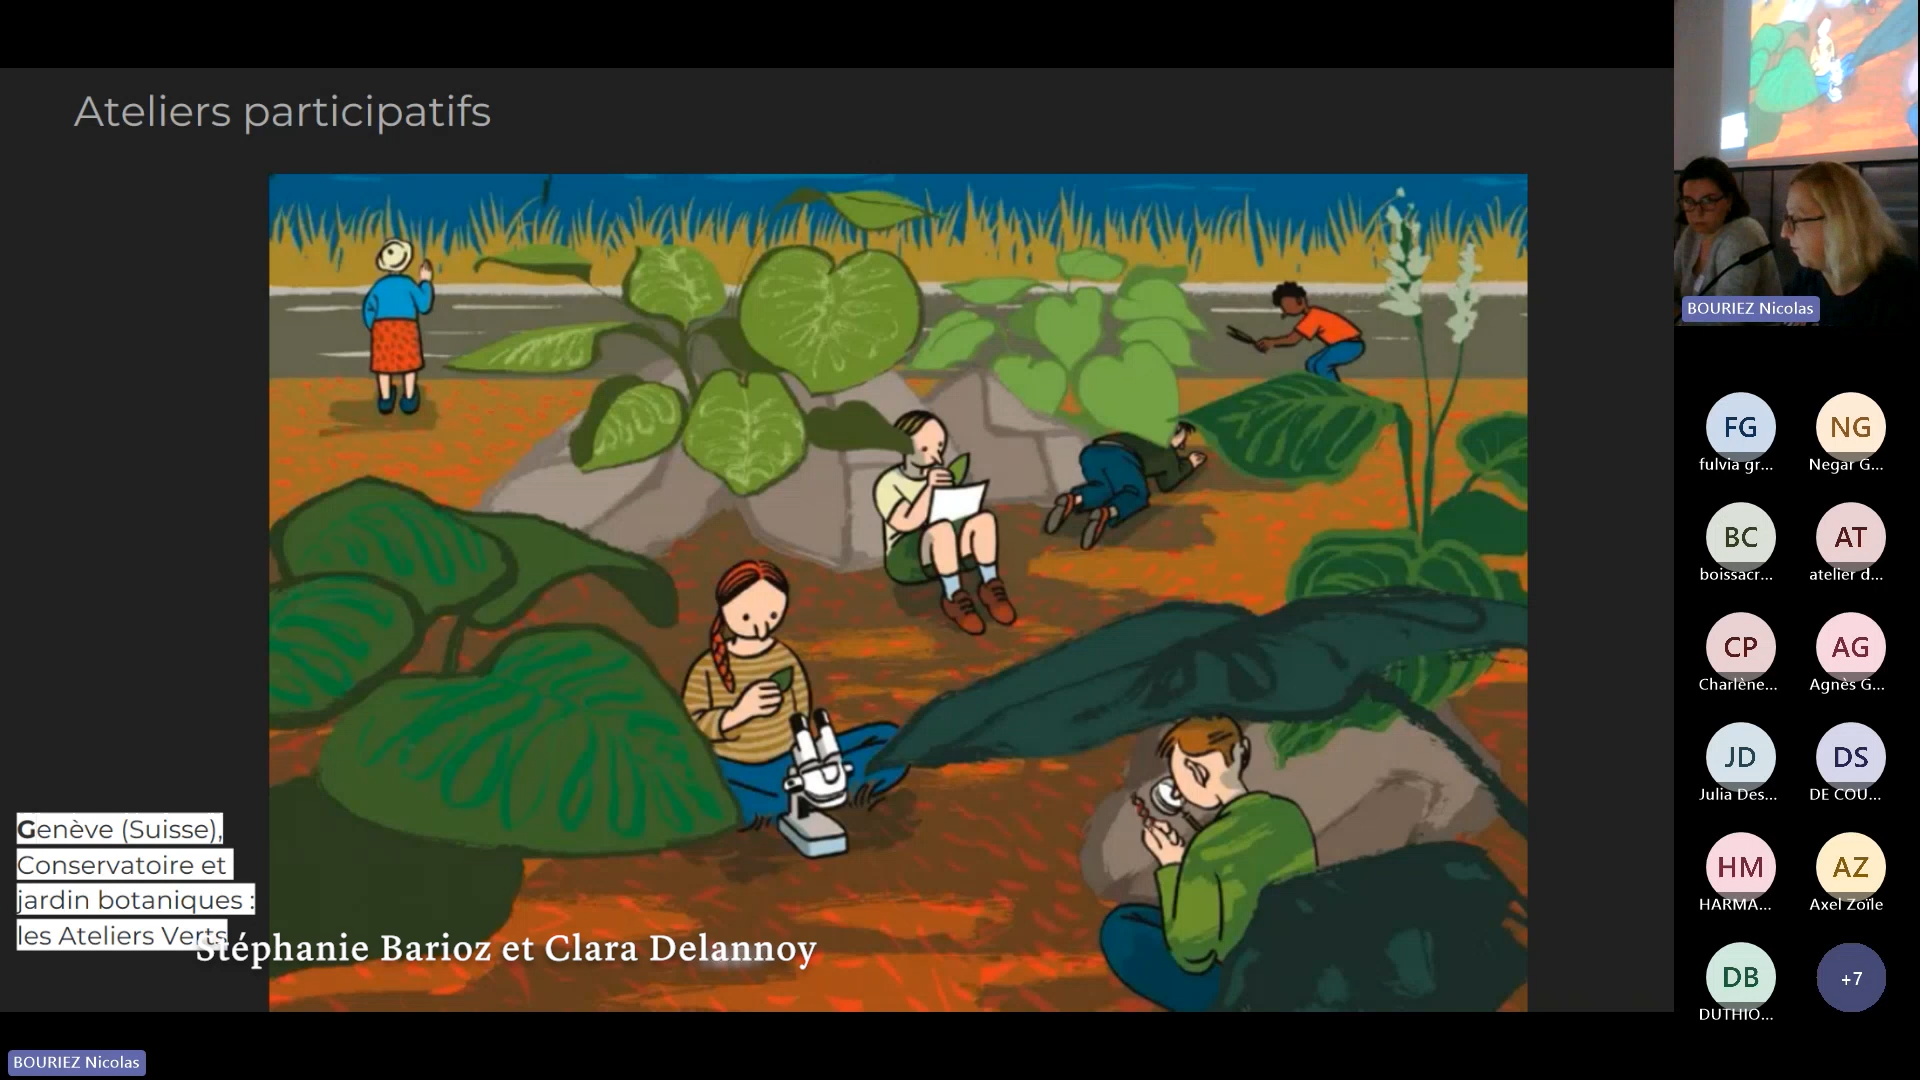 Ateliers participatifs
Genève (Suisse),
Conservatoire et
jardin botaniques :
les Ateliers Verts
Stéphanie Barioz et Clara Delannoy
BOURIEZ Nicolas
BOURIEZ Nicolas
FG
NG
fulvia gr...
Negar G...
BC
AT
boissacr...
atelier d...
CP
AG
Charlène...
Agnès G...
JD
DS
Julia Des...
DE COU...
HM
AZ
HARMA...
Axel Zoïle
DB
+7
DUTHIO...